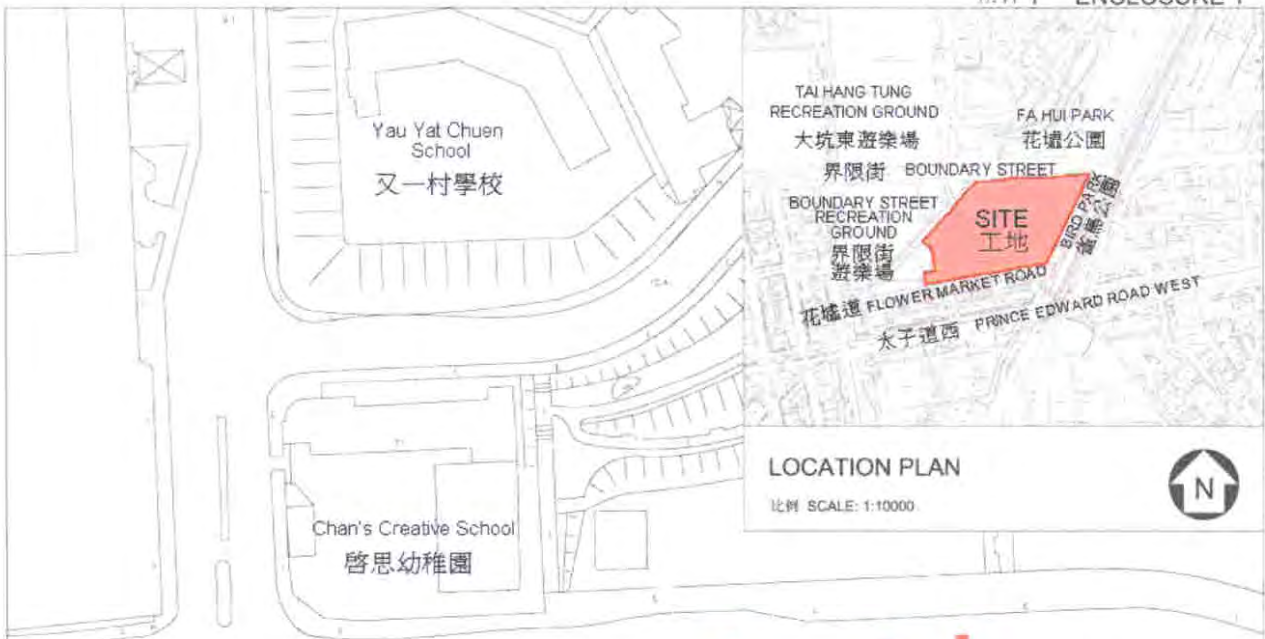 ENCLOSURE 1
Yau Yat Chuen
School
又一村學校
Chan's Creative School
啓思幼稚園
TAI HANG TUNG
RECREATION GROUND
大坑東遊樂場
FA HUI PARK
花墟公園
界限街 BOUNDARY STREET
BOUNDARY STREET
RECREATION
GROUND
界限街
遊樂場
SITE
工地
BIRD PARK
雀鳥公園
花墟道 FLOWER MARKET ROAD
太子道西 PRINCE EDWARD ROAD WEST
LOCATION PLAN
比例 SCALE: 1:10000
N